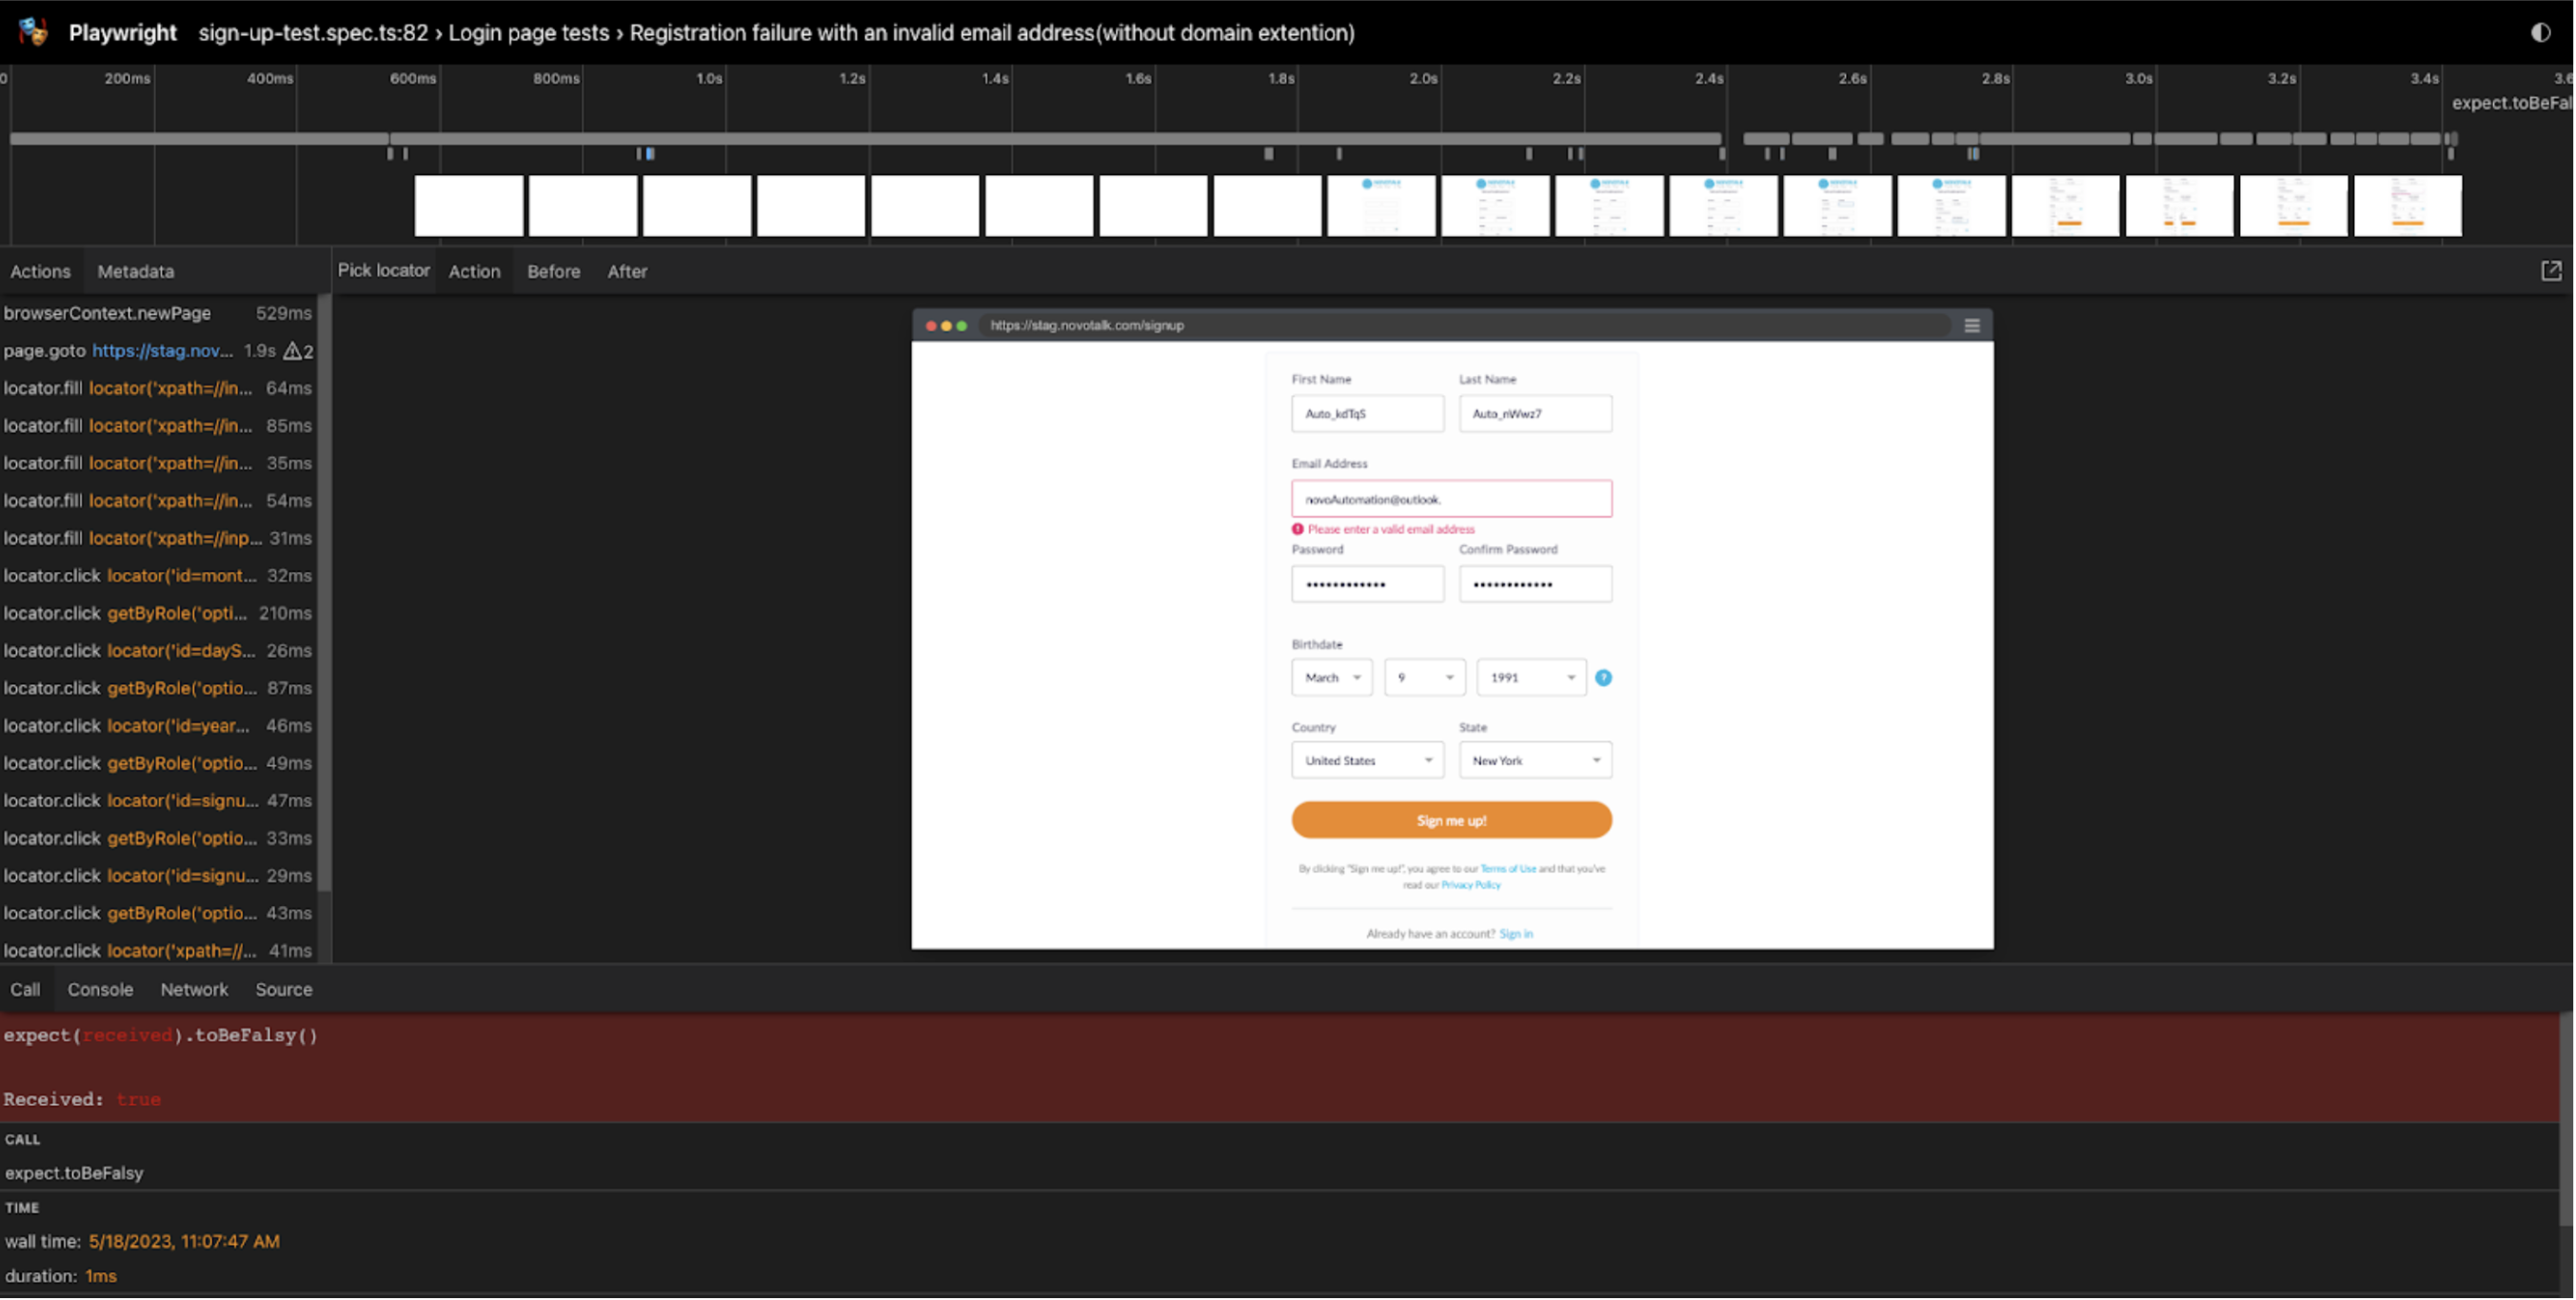 Playwright sign-up-test.spec.ts:82 › Login page tests › Registration failure with an invalid email address(without domain extention)
0 200ms 400ms 600ms 800ms 1.0s 1.2s 1.4s 1.6s 1.8s 2.0s 2.2s 2.4s 2.6s 2.8s 3.0s 3.2s 3.4s 3.6
expect.toBeFal
Actions Metadata
Pick locator Action Before After
browserContext.newPage 529ms
page.goto https://stag.nov... 1.9s 2
locator.fill locator('xpath=//in... 64ms
locator.fill locator('xpath=//in... 85ms
locator.fill locator('xpath=//in... 35ms
locator.fill locator('xpath=//in... 54ms
locator.fill locator('xpath=//inp... 31ms
locator.click locator('id=mont... 32ms
locator.click getByRole('opti... 210ms
locator.click locator('id=dayS... 26ms
locator.click getByRole('optio... 87ms
locator.click locator('id=year... 46ms
locator.click getByRole('optio... 49ms
locator.click locator('id=signu... 47ms
locator.click getByRole('optio... 33ms
locator.click locator('id=signu... 29ms
locator.click getByRole('optio... 43ms
locator.click locator('xpath=//... 41ms
https://stag.novotalk.com/signup
First Name Last Name
Auto_kdTqS Auto_nWwz7
Email Address
novoAutomation@outlook.
Please enter a valid email address
Password Confirm Password
•••••••••••• ••••••••••••
Birthdate
March 9 1991 ?
Country State
United States New York
Sign me up!
By clicking "Sign me up!", you agree to our Terms of Use and that you've
read our Privacy Policy
Already have an account? Sign in
Call Console Network Source
expect(received).toBeFalsy()
Received: true
CALL
expect.toBeFalsy
TIME
wall time: 5/18/2023, 11:07:47 AM
duration: 1ms